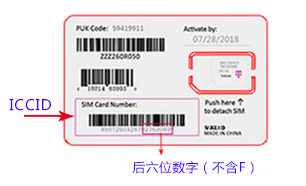 PUK Code: 59419911
Activate by:
07/28/2018
ZZZ260R050
ICCID
SIM Card Number:
Push here ↑
to detach SIM
VALID
MADE IN CHINA
后六位数字（不含F）